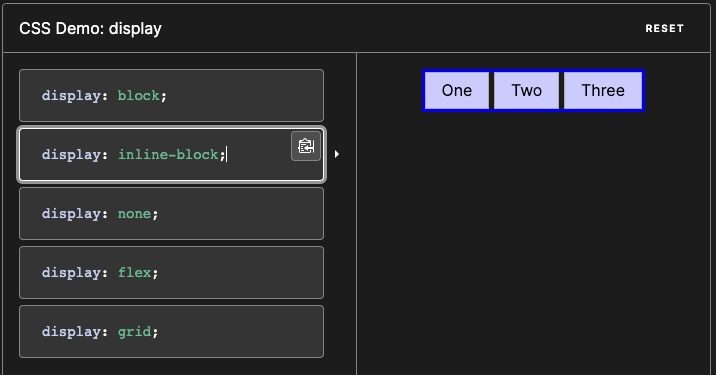 CSS Demo: display
RESET
display: block;
display: inline-block;
display: none;
display: flex;
display: grid;
One Two Three